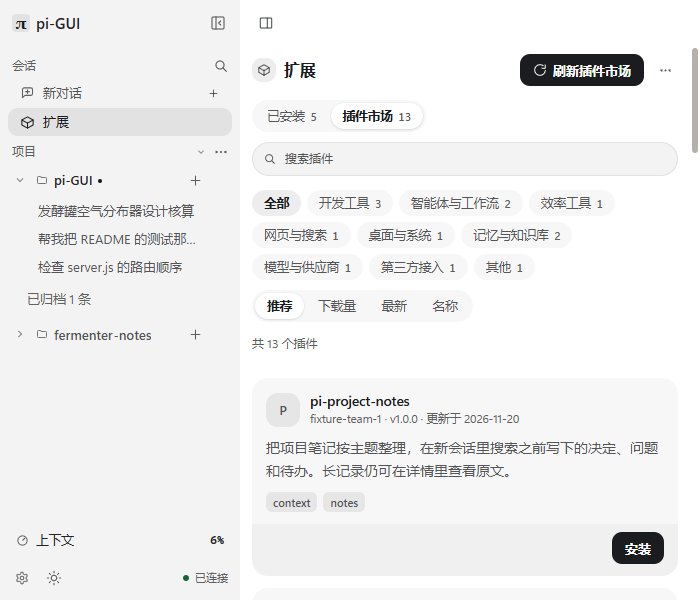 π pi-GUI
会话
新对话 +
扩展
项目
pi-GUI • +
发酵罐空气分布器设计核算
帮我把 README 的测试那...
检查 server.js 的路由顺序
已归档 1 条
fermenter-notes +
上下文 6%
已连接
扩展
刷新插件市场
已安装 5 插件市场 13
搜索插件
全部 开发工具 3 智能体与工作流 2 效率工具 1
网页与搜索 1 桌面与系统 1 记忆与知识库 2
模型与供应商 1 第三方接入 1 其他 1
推荐 下载量 最新 名称
共 13 个插件
P
pi-project-notes
fixture-team-1 · v1.0.0 · 更新于 2026-11-20
把项目笔记按主题整理，在新会话里搜索之前写下的决定、问题
和待办。长记录仍可在详情里查看原文。
context notes
安装